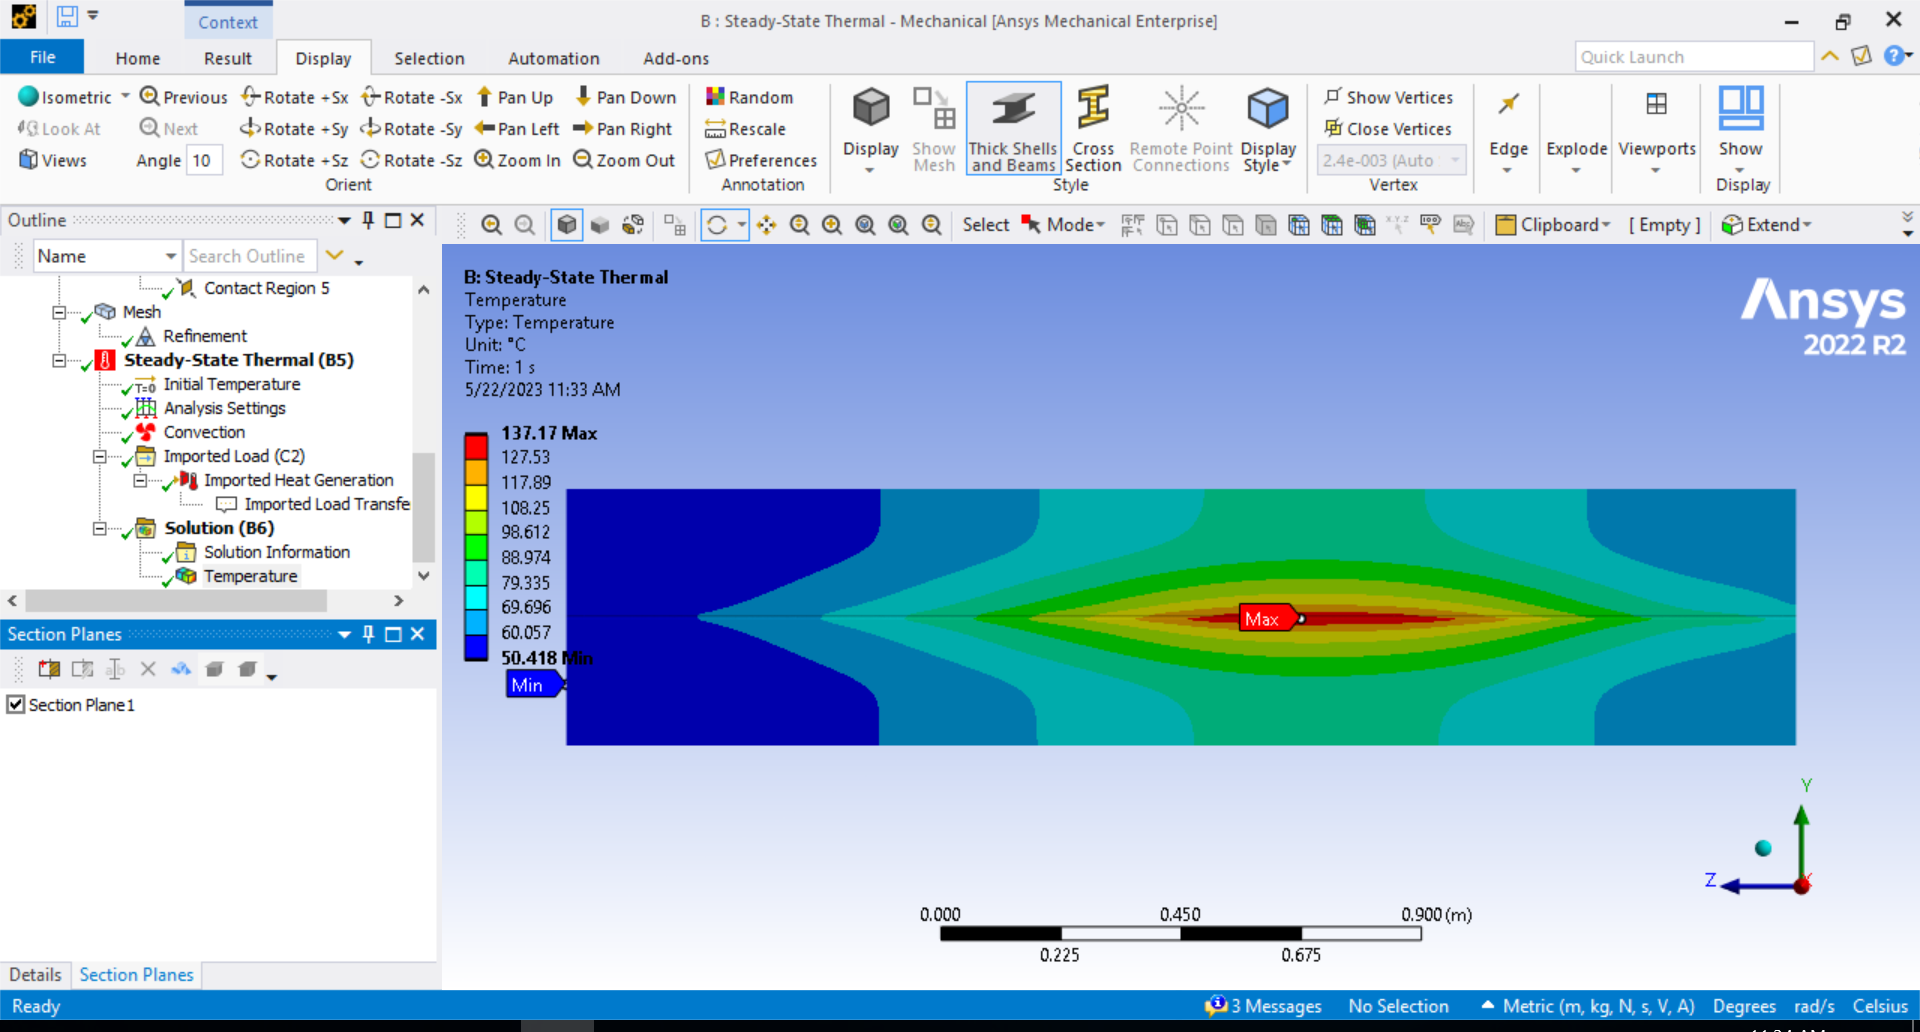 Context
B : Steady-State Thermal - Mechanical [Ansys Mechanical Enterprise]
File Home Result Display Selection Automation Add-ons Quick Launch
Isometric Previous Rotate +Sx Rotate -Sx Pan Up Pan Down Random
Look At Next Rotate +Sy Rotate -Sy Pan Left Pan Right Rescale
Views Angle 10 Rotate +Sz Rotate -Sz Zoom In Zoom Out Preferences
Orient Annotation
Display Show Mesh Thick Shells and Beams Cross Section Remote Point Connections Display Style
Style
Show Vertices
Close Vertices
2.4e-003 (Auto
Vertex
Edge Explode Viewports Show
Display
Outline
Name Search Outline
Select Mode Clipboard [ Empty ] Extend
Contact Region 5
Mesh
Refinement
Steady-State Thermal (B5)
T=0 Initial Temperature
Analysis Settings
Convection
Imported Load (C2)
Imported Heat Generation
Imported Load Transfe
Solution (B6)
Solution Information
Temperature
Section Planes
Section Plane1
Details Section Planes
B: Steady-State Thermal
Temperature
Type: Temperature
Unit: °C
Time: 1 s
5/22/2023 11:33 AM
137.17 Max
127.53
117.89
108.25
98.612
88.974
79.335
69.696
60.057
50.418 Min
Min
Max
Ansys
2022 R2
Y
Z
X
0.000 0.450 0.900 (m)
0.225 0.675
Ready 3 Messages No Selection Metric (m, kg, N, s, V, A) Degrees rad/s Celsius